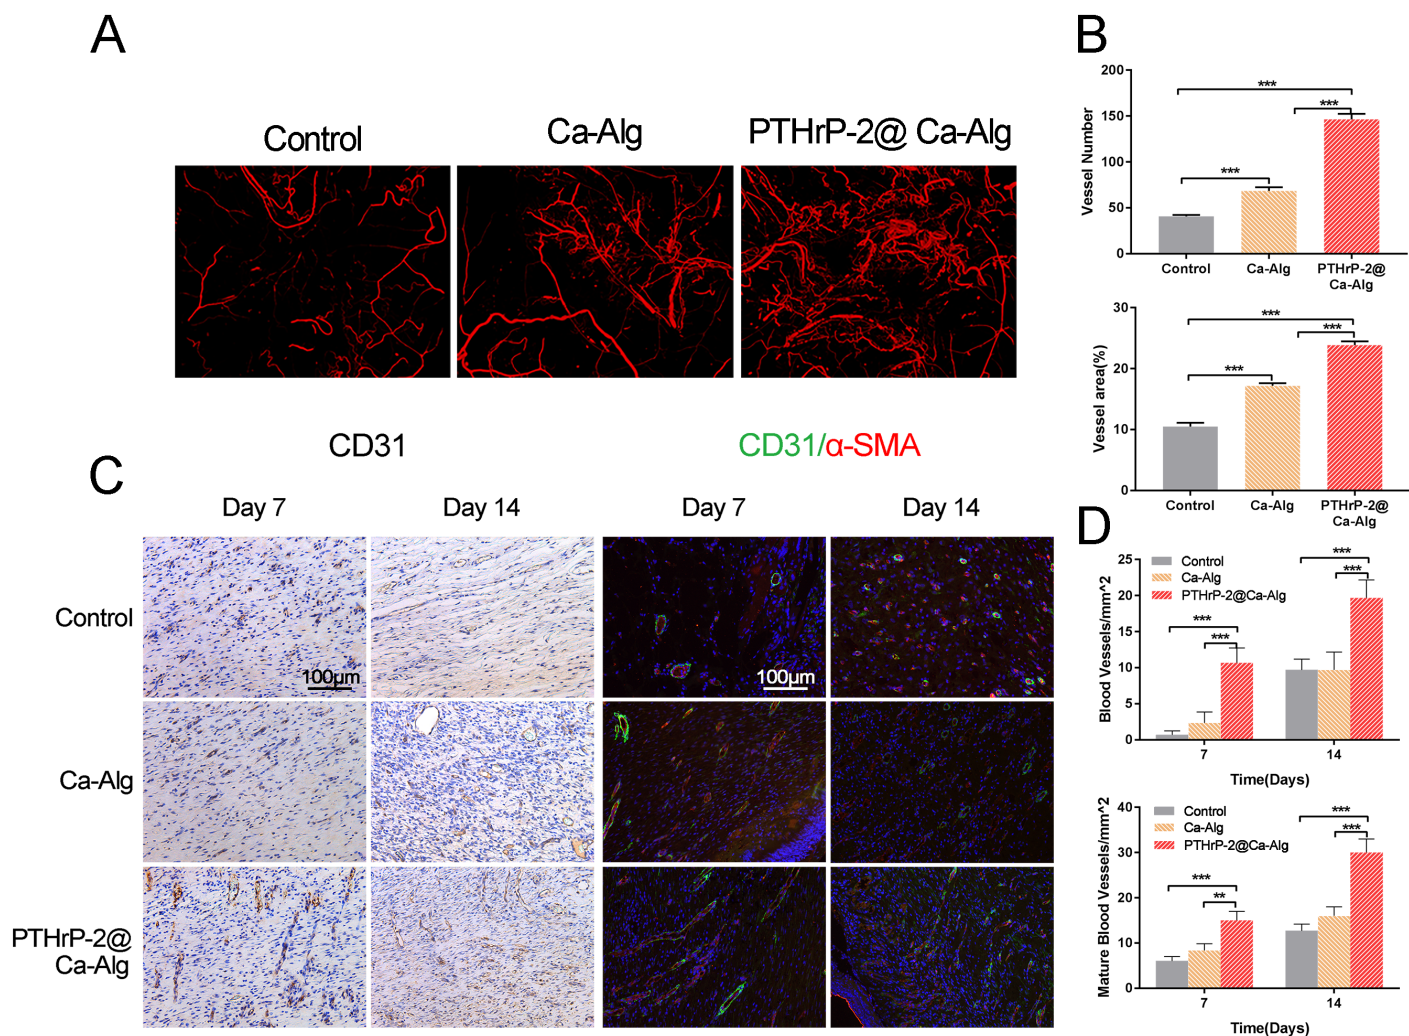 A
Control
Ca-Alg
PTHrP-2@ Ca-Alg
B
200
150
100
50
0
Vessel Number
***
***
***
Control
Ca-Alg
PTHrP-2@
Ca-Alg
30
20
10
0
Vessel area(%)
***
***
***
Control
Ca-Alg
PTHrP-2@
Ca-Alg
C
CD31
CD31/α-SMA
Day 7
Day 14
Day 7
Day 14
Control
100μm
100μm
Ca-Alg
PTHrP-2@
Ca-Alg
D
25
20
15
10
5
0
Blood Vessels/mm^2
Control
Ca-Alg
PTHrP-2@Ca-Alg
***
***
***
***
7
14
Time(Days)
40
30
20
10
0
Mature Blood Vessels/mm^2
Control
Ca-Alg
PTHrP-2@Ca-Alg
***
**
***
***
7
14
Time(Days)